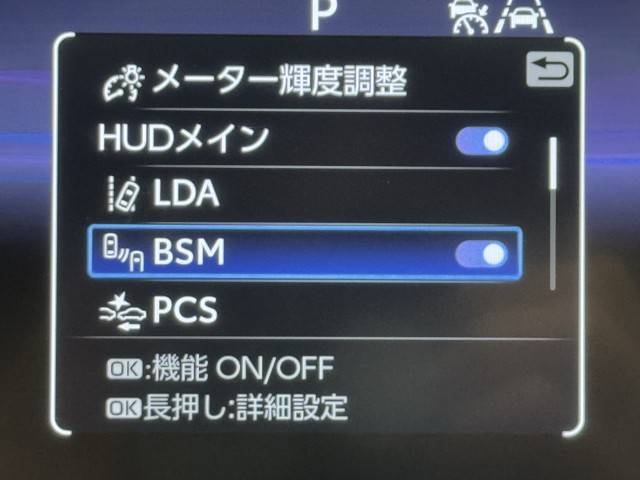 P
メーター輝度調整
HUDメイン
LDA
BSM
PCS
OK:機能 ON/OFF
OK長押し:詳細設定